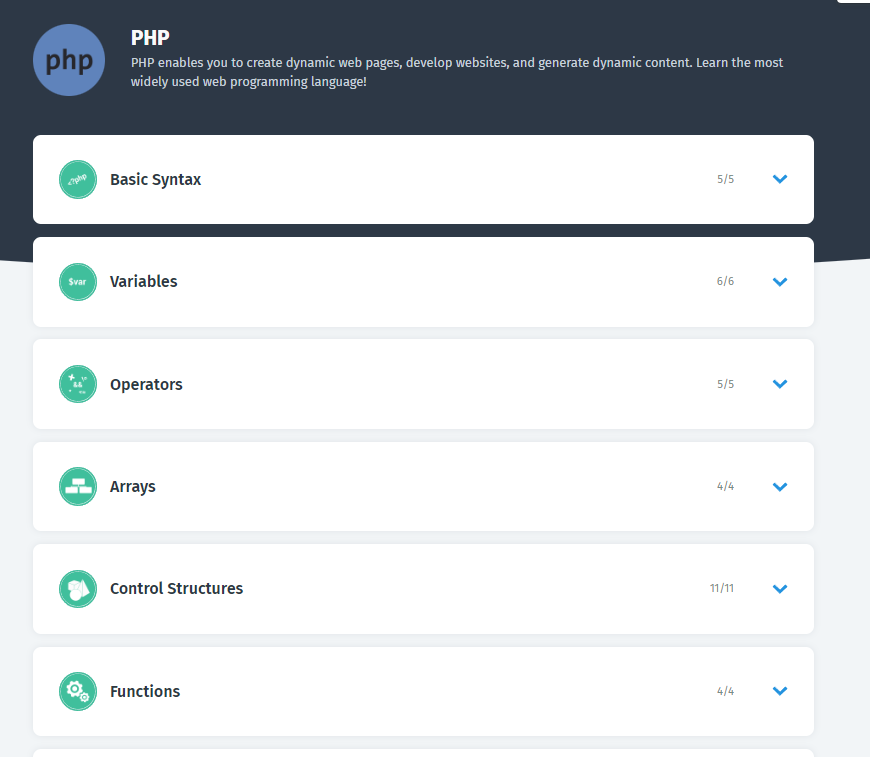 php
PHP
PHP enables you to create dynamic web pages, develop websites, and generate dynamic content. Learn the most
widely used web programming language!
<?php
Basic Syntax
5/5
$var
Variables
6/6
&&
Operators
5/5
Arrays
4/4
Control Structures
11/11
Functions
4/4